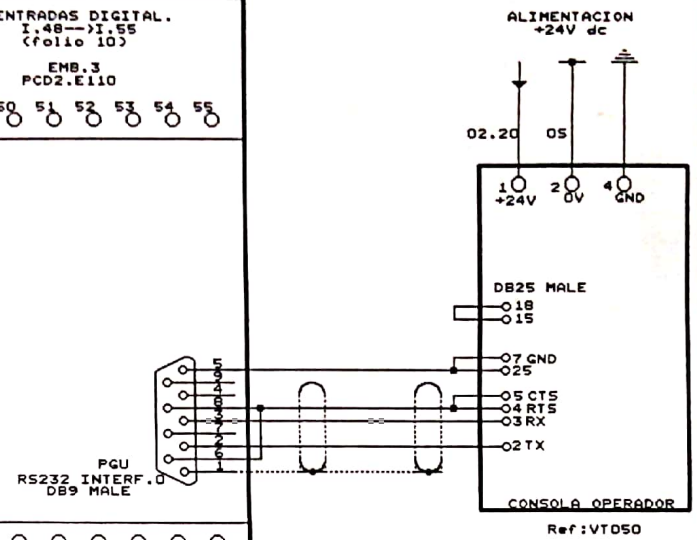 ENTRADAS DIGITAL.
I.48-->I.55
(folio 10)
EMB.3
PCD2.E110
50 51 52 53 54 55
ALIMENTACION
+24V dc
02.20
05
1
+24V
2
0V
4
GND
DB25 MALE
18
15
7 GND
25
5 CTS
4 RTS
3 RX
2 TX
CONSOLA OPERADOR
Ref:VTD50
5
9
4
8
3
7
2
6
1
PGU
RS232 INTERF.0
DB9 MALE